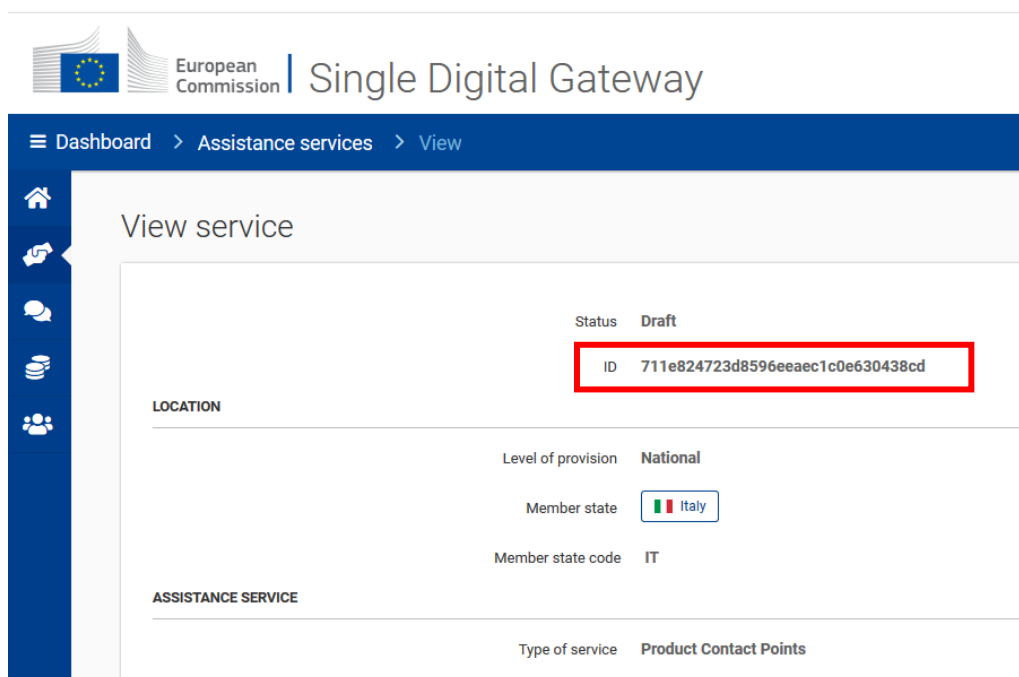 European
Commission
Single Digital Gateway
Dashboard > Assistance services > View
View service
Status Draft
ID 711e824723d8596eeaec1c0e630438cd
LOCATION
Level of provision National
Member state Italy
Member state code IT
ASSISTANCE SERVICE
Type of service Product Contact Points